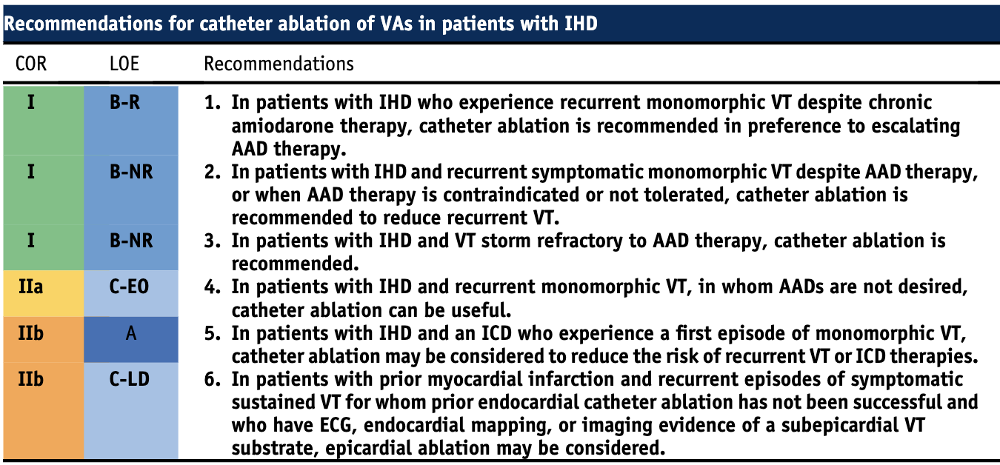 Recommendations for catheter ablation of VAs in patients with IHD
COR LOE Recommendations
I B-R 1. In patients with IHD who experience recurrent monomorphic VT despite chronic
amiodarone therapy, catheter ablation is recommended in preference to escalating
AAD therapy.
I B-NR 2. In patients with IHD and recurrent symptomatic monomorphic VT despite AAD therapy,
or when AAD therapy is contraindicated or not tolerated, catheter ablation is
recommended to reduce recurrent VT.
I B-NR 3. In patients with IHD and VT storm refractory to AAD therapy, catheter ablation is
recommended.
IIa C-EO 4. In patients with IHD and recurrent monomorphic VT, in whom AADs are not desired,
catheter ablation can be useful.
IIb A 5. In patients with IHD and an ICD who experience a first episode of monomorphic VT,
catheter ablation may be considered to reduce the risk of recurrent VT or ICD therapies.
IIb C-LD 6. In patients with prior myocardial infarction and recurrent episodes of symptomatic
sustained VT for whom prior endocardial catheter ablation has not been successful and
who have ECG, endocardial mapping, or imaging evidence of a subepicardial VT
substrate, epicardial ablation may be considered.